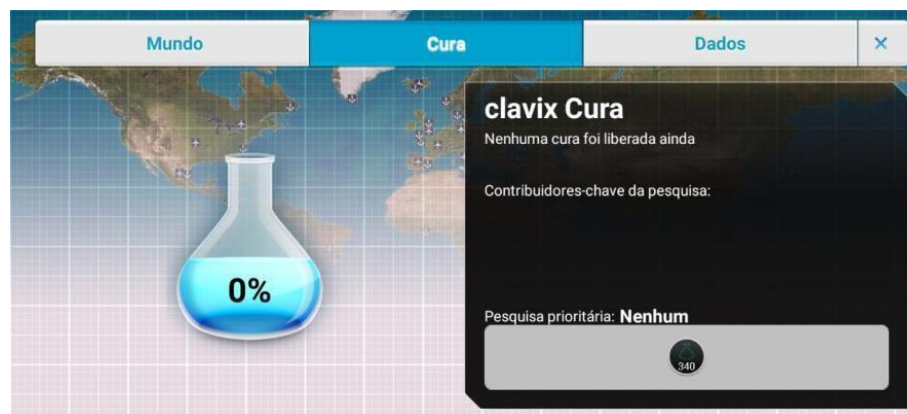 Mundo
Cura
Dados
×
clavix Cura
Nenhuma cura foi liberada ainda
Contribuidores-chave da pesquisa:
0%
Pesquisa prioritária: Nenhum
340